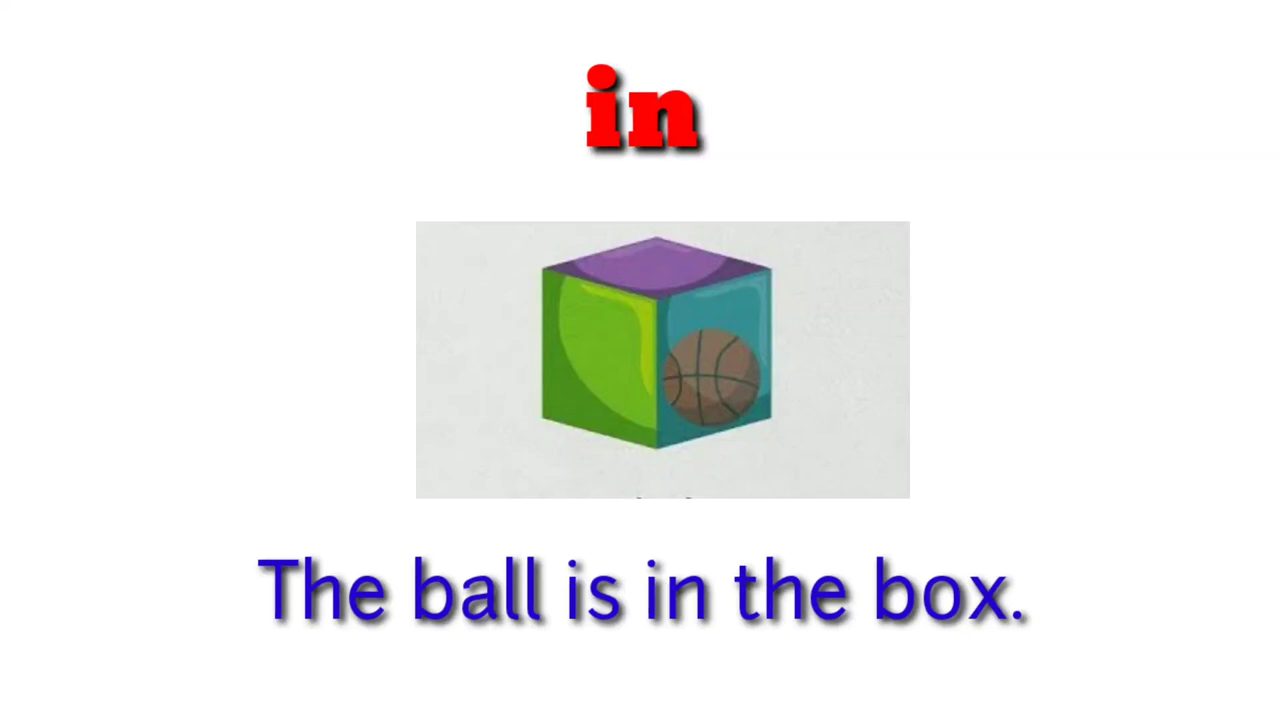 in
The ball is in the box.